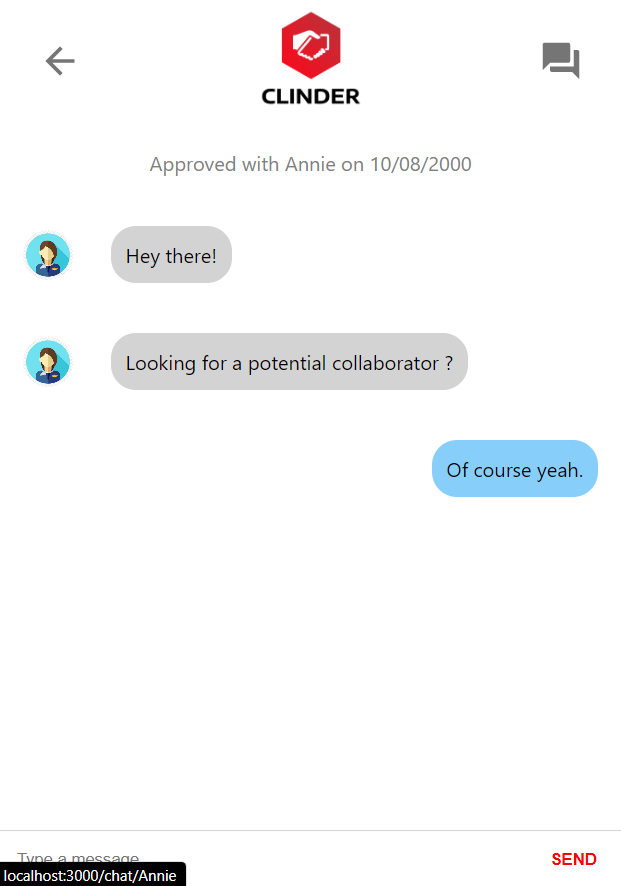 CLINDER
Approved with Annie on 10/08/2000
Hey there!
Looking for a potential collaborator ?
Of course yeah.
Type a message
SEND
localhost:3000/chat/Annie